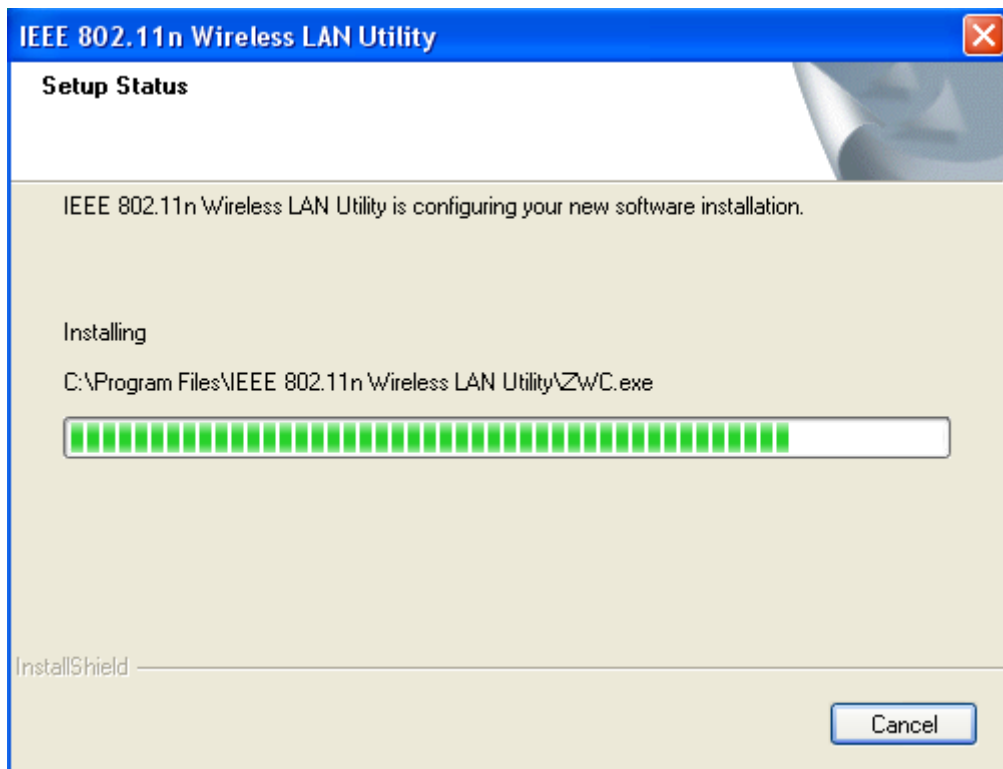 IEEE 802.11n Wireless LAN Utility
Setup Status
IEEE 802.11n Wireless LAN Utility is configuring your new software installation.
Installing
C:\Program Files\IEEE 802.11n Wireless LAN Utility\ZWC.exe
InstallShield
Cancel